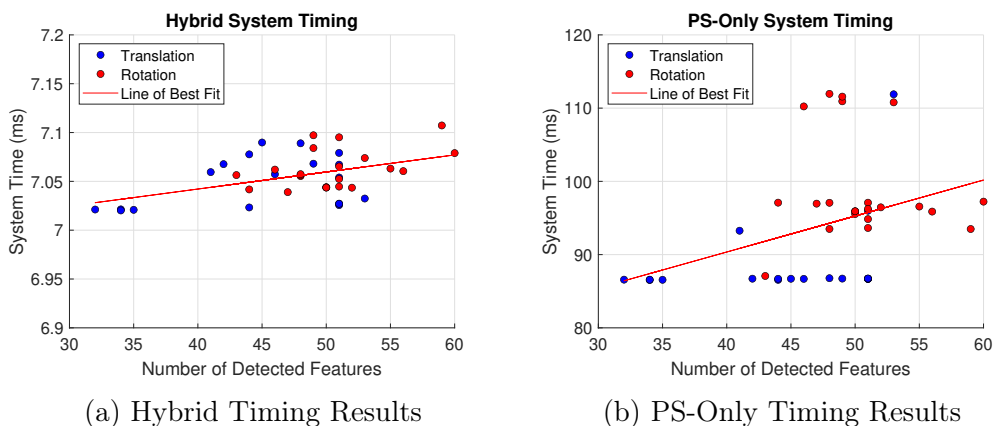 Hybrid System Timing
7.2
7.15
7.1
7.05
7
6.95
6.9
System Time (ms)
Translation
Rotation
Line of Best Fit
30 35 40 45 50 55 60
Number of Detected Features
(a) Hybrid Timing Results
PS-Only System Timing
120
110
100
90
80
System Time (ms)
Translation
Rotation
Line of Best Fit
30 35 40 45 50 55 60
Number of Detected Features
(b) PS-Only Timing Results